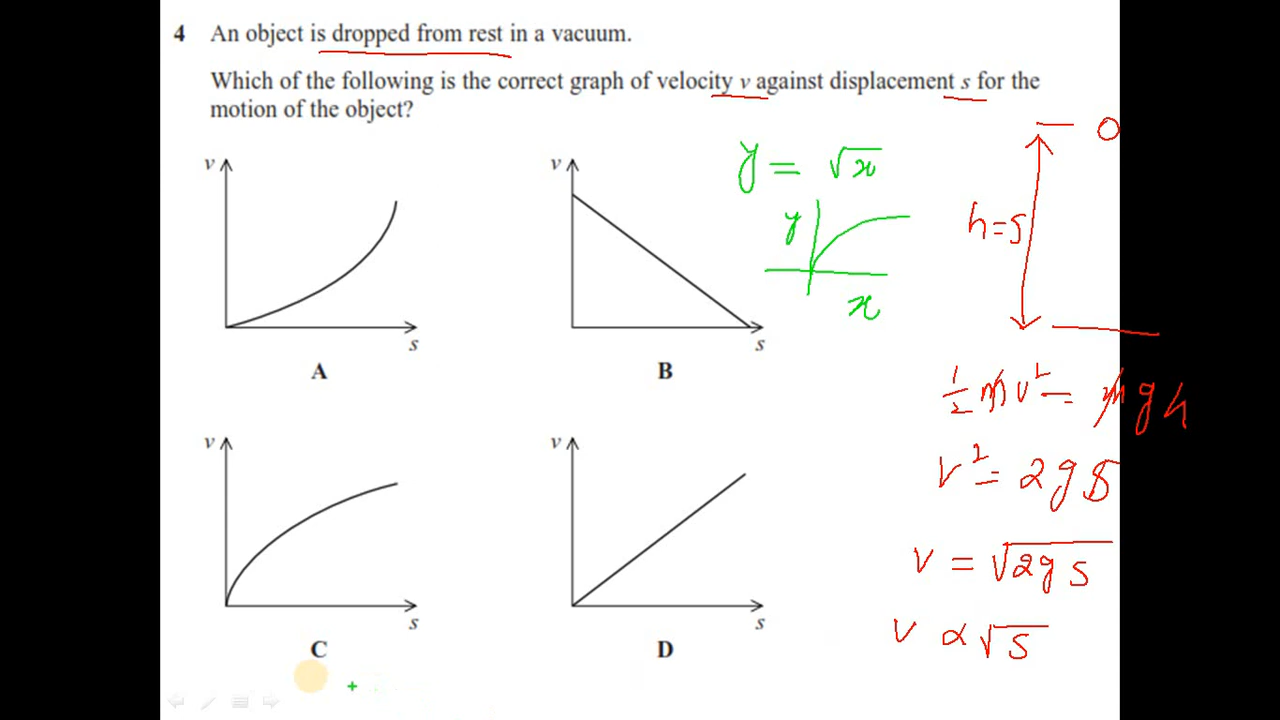 4 An object is dropped from rest in a vacuum.
Which of the following is the correct graph of velocity v against displacement s for the
motion of the object?
v
s
A
v
s
B
y = √x
y
x
0
h=s
½mv² = mgh
v² = 2gs
v = √2gs
v ∝ √s
v
s
C
v
s
D